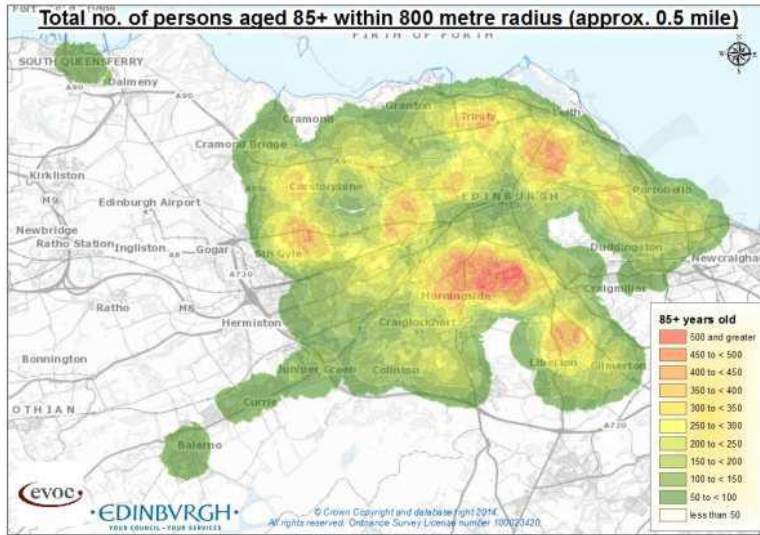 Total no. of persons aged 85+ within 800 metre radius (approx. 0.5 mile)
FIRTH OF FORTH
SOUTH QUEENSFERRY
Dalmeny
A90
A90
Cramond
Granton
Trinity
Leith
Cramond Bridge
Kirkliston
M9
Corstorphine
EDINBURGH
Portobello
Edinburgh Airport
Newbridge
Ratho Station
Ingliston
A8
Gogar
Sth Gyle
Duddingston
Newcraighall
A720
Craigmillar
Ratho
M8
Morningside
Hermiston
Craiglockhart
Bonnington
Juniper Green
Colinton
Liberton
Gilmerton
OTHIAN
Currie
A720
Balerno
85+ years old
500 and greater
450 to < 500
400 to < 450
350 to < 400
300 to < 350
250 to < 300
200 to < 250
150 to < 200
100 to < 150
50 to < 100
less than 50
evoc
·EDINBVRGH·
YOUR COUNCIL - YOUR SERVICES
© Crown Copyright and database right 2014.
All rights reserved. Ordnance Survey License number 100023420.